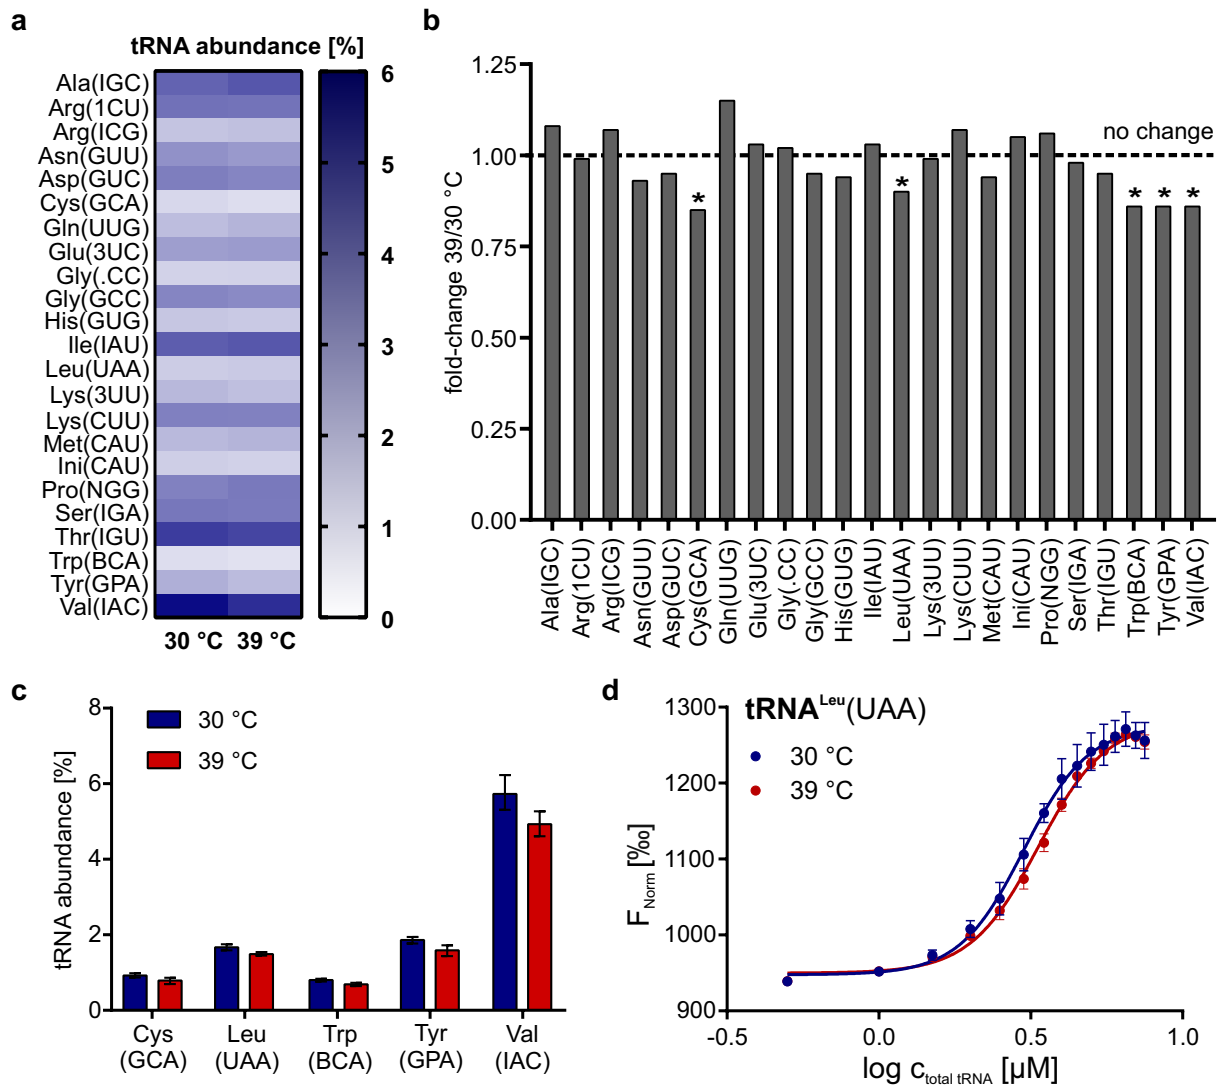 a
tRNA abundance [%]
Ala(IGC)
Arg(1CU)
Arg(ICG)
Asn(GUU)
Asp(GUC)
Cys(GCA)
Gln(UUG)
Glu(3UC)
Gly(.CC)
Gly(GCC)
His(GUG)
Ile(IAU)
Leu(UAA)
Lys(3UU)
Lys(CUU)
Met(CAU)
Ini(CAU)
Pro(NGG)
Ser(IGA)
Thr(IGU)
Trp(BCA)
Tyr(GPA)
Val(IAC)
30 °C 39 °C
6
5
4
3
2
1
0
b
fold-change 39/30 °C
1.25
1.00
0.75
0.50
0.25
0.00
no change
* * * * *
Ala(IGC)
Arg(1CU)
Arg(ICG)
Asn(GUU)
Asp(GUC)
Cys(GCA)
Gln(UUG)
Glu(3UC)
Gly(.CC)
Gly(GCC)
His(GUG)
Ile(IAU)
Leu(UAA)
Lys(3UU)
Lys(CUU)
Met(CAU)
Ini(CAU)
Pro(NGG)
Ser(IGA)
Thr(IGU)
Trp(BCA)
Tyr(GPA)
Val(IAC)
c
tRNA abundance [%]
8
6
4
2
0
30 °C
39 °C
Cys Leu Trp Tyr Val
(GCA) (UAA) (BCA) (GPA) (IAC)
d
tRNA^Leu(UAA)
30 °C
39 °C
F_Norm [‰]
1300
1200
1100
1000
900
-0.5 0.0 0.5 1.0
log c_total tRNA [µM]